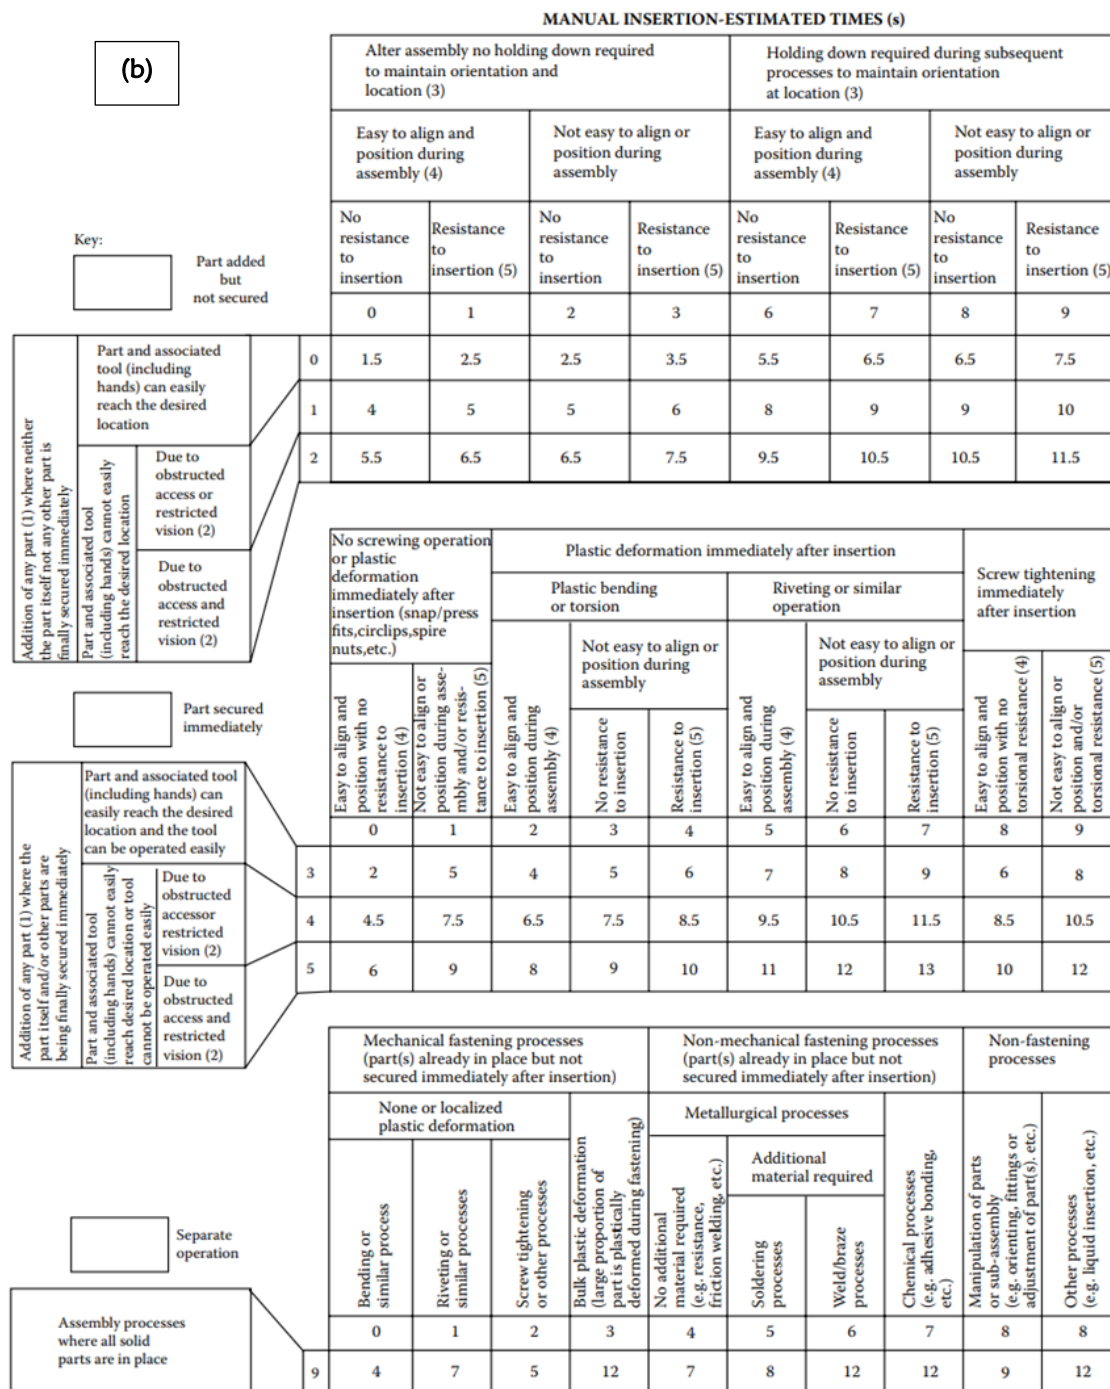 MANUAL INSERTION-ESTIMATED TIMES (s)
(b)
Alter assembly no holding down required
to maintain orientation and
location (3)
Holding down required during subsequent
processes to maintain orientation
at location (3)
Easy to align and
position during
assembly (4)
Not easy to align or
position during
assembly
Easy to align and
position during
assembly (4)
Not easy to align or
position during
assembly
No
resistance
to
insertion
Resistance
to
insertion (5)
No
resistance
to
insertion
Resistance
to
insertion (5)
No
resistance
to
insertion
Resistance
to
insertion (5)
No
resistance
to
insertion
Resistance
to
insertion (5)
Key:
Part added
but
not secured
0 1 2 3 6 7 8 9
0 1.5 2.5 2.5 3.5 5.5 6.5 6.5 7.5
1 4 5 5 6 8 9 9 10
2 5.5 6.5 6.5 7.5 9.5 10.5 10.5 11.5
Addition of any part (1) where neither
the part itself not any other part is
finally secured immediately
Part and associated
tool (including
hands) can easily
reach the desired
location
Part and associated tool
(including hands) cannot easily
reach the desired location
Due to
obstructed
access or
restricted
vision (2)
Due to
obstructed
access and
restricted
vision (2)
No screwing operation
or plastic
deformation
immediately after
insertion (snap/press
fits,circlips,spire
nuts,etc.)
Plastic deformation immediately after insertion
Plastic bending
or torsion
Riveting or similar
operation
Screw tightening
immediately
after insertion
Not easy to align or
position during
assembly
Not easy to align or
position during
assembly
Easy to align and
position with no
resistance to
insertion (4)
Not easy to align or
position during asse-
mbly and/or resis-
tance to insertion (5)
Easy to align and
position during
assembly (4)
No resistance
to insertion
Resistance to
insertion (5)
Easy to align and
position during
assembly (4)
No resistance
to insertion
Resistance to
insertion (5)
Easy to align and
position with no
torsional resistance (4)
Not easy to align or
position and/or
torsional resistance (5)
Part secured
immediately
0 1 2 3 4 5 6 7 8 9
3 2 5 4 5 6 7 8 9 6 8
4 4.5 7.5 6.5 7.5 8.5 9.5 10.5 11.5 8.5 10.5
5 6 9 8 9 10 11 12 13 10 12
Addition of any part (1) where the
part itself and/or other parts are
being finally secured immediately
Part and associated tool
(including hands) can
easily reach the desired
location and the tool
can be operated easily
Part and associated tool
(including hands) cannot easily
reach desired location or tool
cannot be operated easily
Due to
obstructed
accessor
restricted
vision (2)
Due to
obstructed
access and
restricted
vision (2)
Mechanical fastening processes
(part(s) already in place but not
secured immediately after insertion)
Non-mechanical fastening processes
(part(s) already in place but not
secured immediately after insertion)
Non-fastening
processes
None or localized
plastic deformation
Metallurgical processes
Additional
material required
Bending or
similar process
Riveting or
similar processes
Screw tightening
or other processes
Bulk plastic deformation
(large proportion of
part is plastically
deformed during fastening)
No additional
material required
(e.g. resistance,
friction welding, etc.)
Soldering
processes
Weld/braze
processes
Chemical processes
(e.g. adhesive bonding,
etc.)
Manipulation of parts
or sub-assembly
(e.g. orienting, fittings or
adjustment of part(s). etc.)
Other processes
(e.g. liquid insertion, etc.)
Separate
operation
Assembly processes
where all solid
parts are in place
0 1 2 3 4 5 6 7 8 8
9 4 7 5 12 7 8 12 12 9 12